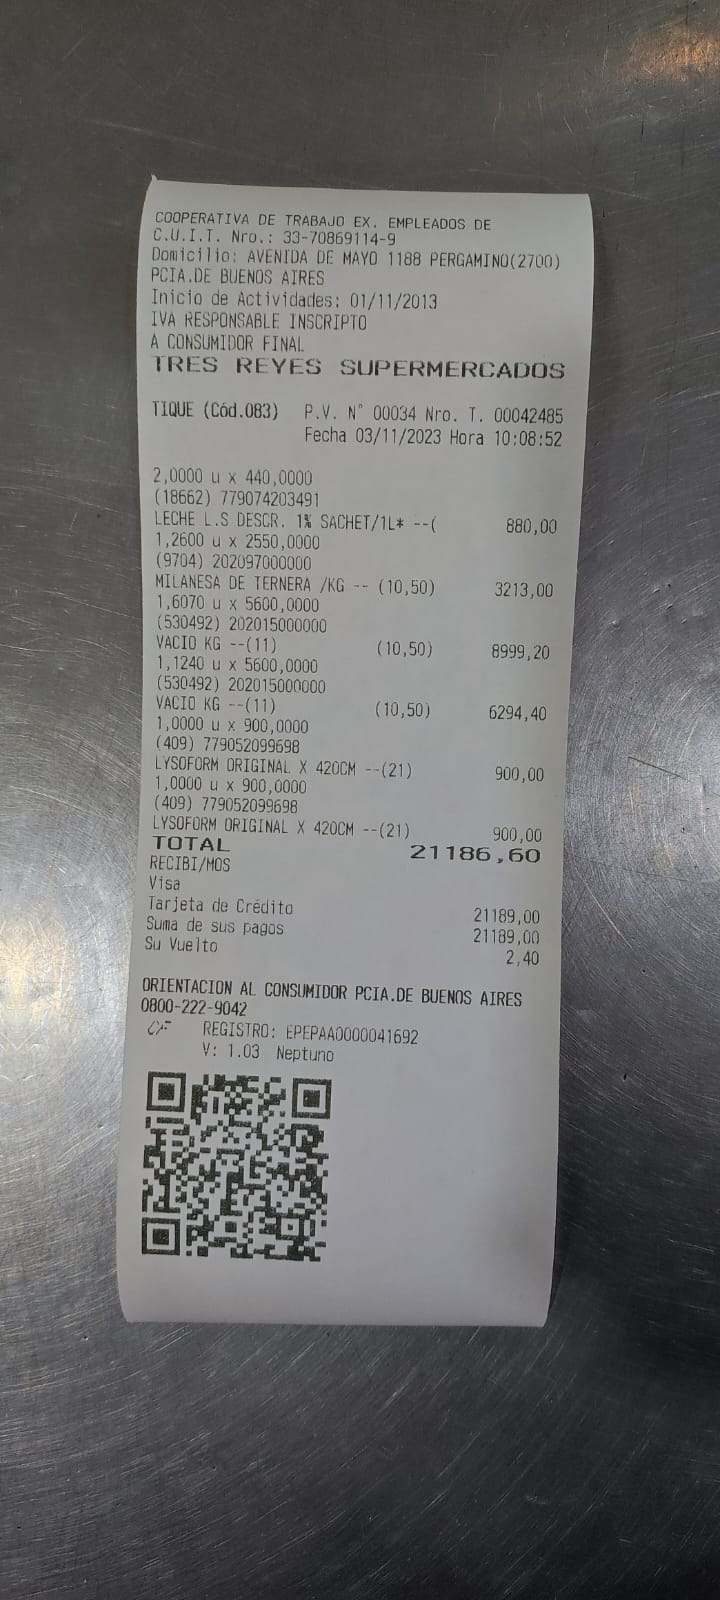 COOPERATIVA DE TRABAJO EX. EMPLEADOS DE
C.U.I.T. Nro.: 33-70869114-9
Domicilio: AVENIDA DE MAYO 1188 PERGAMINO(2700)
PCIA.DE BUENOS AIRES
Inicio de Actividades: 01/11/2013
IVA RESPONSABLE INSCRIPTO
A CONSUMIDOR FINAL
TRES REYES SUPERMERCADOS
TIQUE (Cód.083) P.V. N° 00034 Nro. T. 00042485
Fecha 03/11/2023 Hora 10:08:52
2,0000 u x 440,0000
(18662) 779074203491
LECHE L.S DESCR. 1% SACHET/1L* --( 880,00
1,2600 u x 2550,0000
(9704) 202097000000
MILANESA DE TERNERA /KG -- (10,50) 3213,00
1,6070 u x 5600,0000
(530492) 202015000000
VACIO KG --(11) (10,50) 8999,20
1,1240 u x 5600,0000
(530492) 202015000000
VACIO KG --(11) (10,50) 6294,40
1,0000 u x 900,0000
(409) 779052099698
LYSOFORM ORIGINAL X 420CM --(21) 900,00
1,0000 u x 900,0000
(409) 779052099698
LYSOFORM ORIGINAL X 420CM --(21) 900,00
TOTAL 21186,60
RECIBI/MOS
Visa
Tarjeta de Crédito 21189,00
Suma de sus pagos 21189,00
Su Vuelto 2,40
ORIENTACION AL CONSUMIDOR PCIA.DE BUENOS AIRES
0800-222-9042
CF REGISTRO: EPEPAA0000041692
V: 1.03 Neptuno